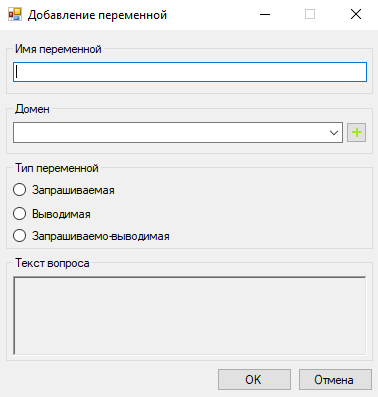 Добавление переменной
Имя переменной
Домен
Тип переменной
Запрашиваемая
Выводимая
Запрашиваемо-выводимая
Текст вопроса
OK
Отмена